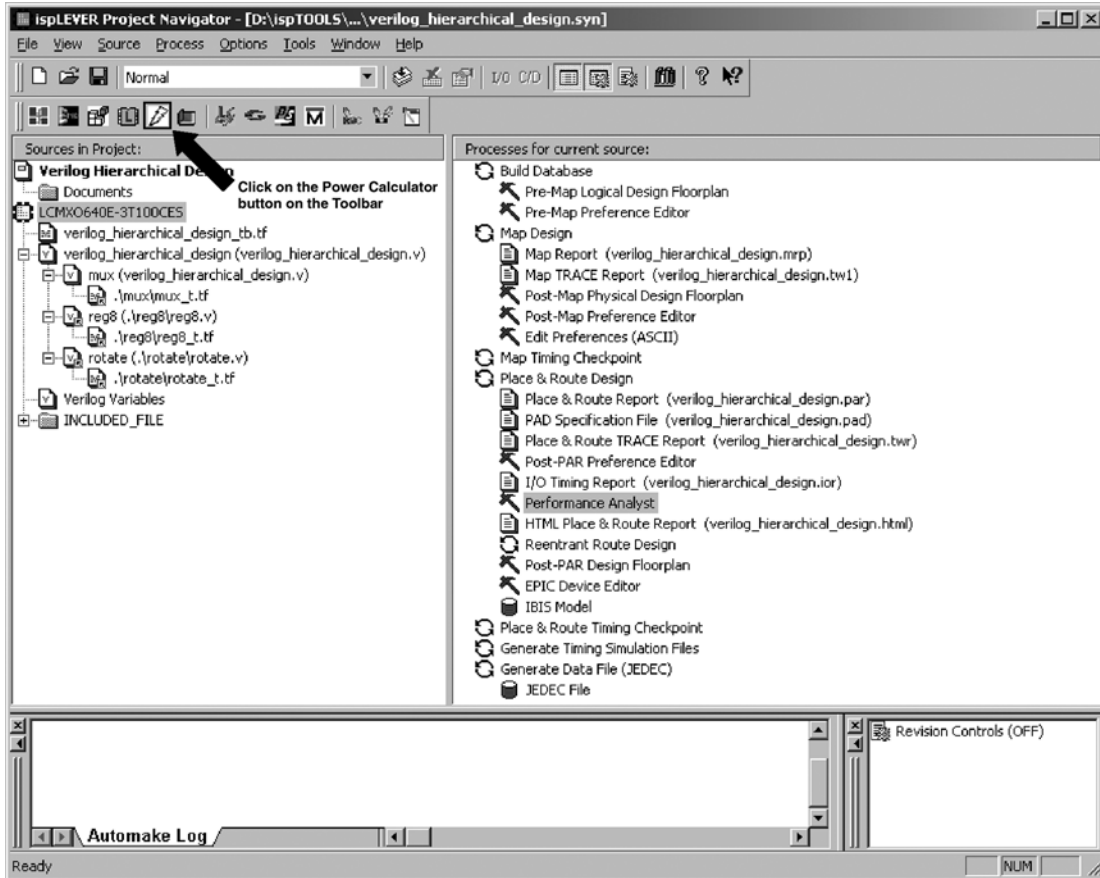 ispLEVER Project Navigator - [D:\ispTOOLS\...\verilog_hierarchical_design.syn]
File View Source Process Options Tools Window Help
Normal
I/O C/D
Sources in Project:
Verilog Hierarchical Design
Documents
LCMXO640E-3T100CES
verilog_hierarchical_design_tb.tf
verilog_hierarchical_design (verilog_hierarchical_design.v)
mux (verilog_hierarchical_design.v)
.\mux\mux_t.tf
reg8 (.\reg8\reg8.v)
.\reg8\reg8_t.tf
rotate (.\rotate\rotate.v)
.\rotate\rotate_t.tf
Verilog Variables
INCLUDED_FILE
Click on the Power Calculator
button on the Toolbar
Processes for current source:
Build Database
Pre-Map Logical Design Floorplan
Pre-Map Preference Editor
Map Design
Map Report (verilog_hierarchical_design.mrp)
Map TRACE Report (verilog_hierarchical_design.tw1)
Post-Map Physical Design Floorplan
Post-Map Preference Editor
Edit Preferences (ASCII)
Map Timing Checkpoint
Place & Route Design
Place & Route Report (verilog_hierarchical_design.par)
PAD Specification File (verilog_hierarchical_design.pad)
Place & Route TRACE Report (verilog_hierarchical_design.twr)
Post-PAR Preference Editor
I/O Timing Report (verilog_hierarchical_design.ior)
Performance Analyst
HTML Place & Route Report (verilog_hierarchical_design.html)
Reentrant Route Design
Post-PAR Design Floorplan
EPIC Device Editor
IBIS Model
Place & Route Timing Checkpoint
Generate Timing Simulation Files
Generate Data File (JEDEC)
JEDEC File
Automake Log
Revision Controls (OFF)
Ready
NUM